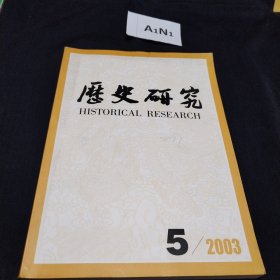 A1N1
歷史研究
HISTORICAL RESEARCH
5/2003